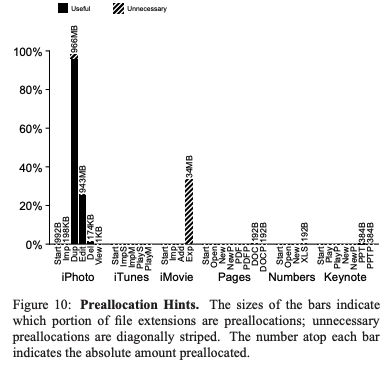 Useful Unnecessary
100%
80%
60%
40%
20%
0%
Start 992B
Imp 198KB
Dup 966MB
Edit 943MB
Del 174KB
View 1KB
Start
ImpS
ImpM
PlayS
PlayM
Start
Imp
Add
Exp 34MB
Start
Open
New
NewP
PDF
PDFP
DOC 192B
DOCP 192B
Start
Open
New
XLS 192B
Start
Play
PlayP
New
NewP
PPT 384B
PPTP 384B
iPhoto iTunes iMovie Pages Numbers Keynote
Figure 10: Preallocation Hints. The sizes of the bars indicate
which portion of file extensions are preallocations; unnecessary
preallocations are diagonally striped. The number atop each bar
indicates the absolute amount preallocated.